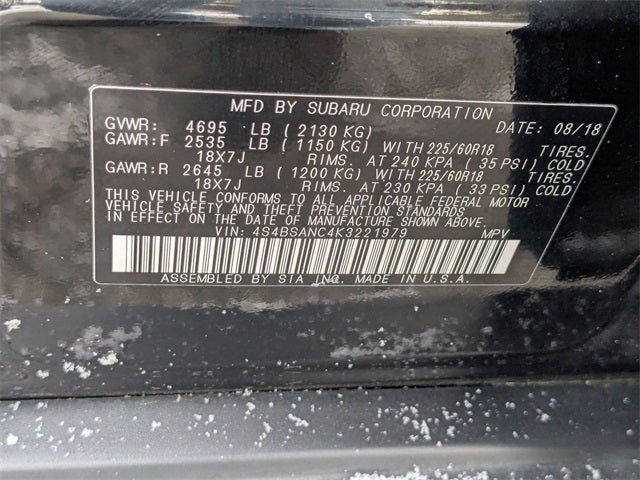 MFD BY SUBARU CORPORATION
GVWR: 4695 LB ( 2130 KG) DATE: 08/18
GAWR:F 2535 LB ( 1150 KG) WITH 225/60R18 TIRES.
18X7J RIMS. AT 240 KPA ( 35 PSI) COLD
GAWR:R 2645 LB ( 1200 KG) WITH 225/60R18 TIRES.
18X7J RIMS. AT 230 KPA ( 33 PSI) COLD
THIS VEHICLE CONFORMS TO ALL APPLICABLE FEDERAL MOTOR
VEHICLE SAFETY AND THEFT PREVENTION STANDARDS
IN EFFECT ON THE DATE OF MANUFACTURE SHOWN ABOVE.
VIN: 4S4BSANC4K3221979 MPV
ASSEMBLED BY SIA INC. MADE IN U.S.A.